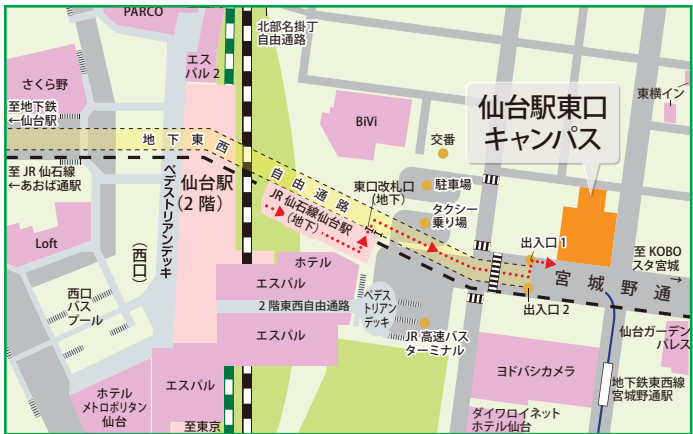 PARCO
北部名掛丁
自由通路
エス
パル 2
さくら野
至地下鉄
←仙台駅
地下東西
自由通路
至 JR 仙石線
←あおば通駅
ペデストリアンデッキ
仙台駅
(2 階)
JR 仙石線仙台駅
(地下)
BiVi
交番
東口改札口
(地下)
駐車場
タクシー
乗り場
仙台駅東口
キャンパス
東横イン
出入口 1
至 KOBO
スタ宮城
→
宮城野通
出入口 2
Loft
(西口)
西口
バス
プール
ホテル
エスパル
2 階東西自由通路
エスパル
ペデス
トリアン
デッキ
JR 高速バス
ターミナル
ヨドバシカメラ
仙台ガーデン
パレス
地下鉄東西線
宮城野通駅
ダイワロイネット
ホテル仙台
ホテル
メトロポリタン
仙台
エスパル
至東京